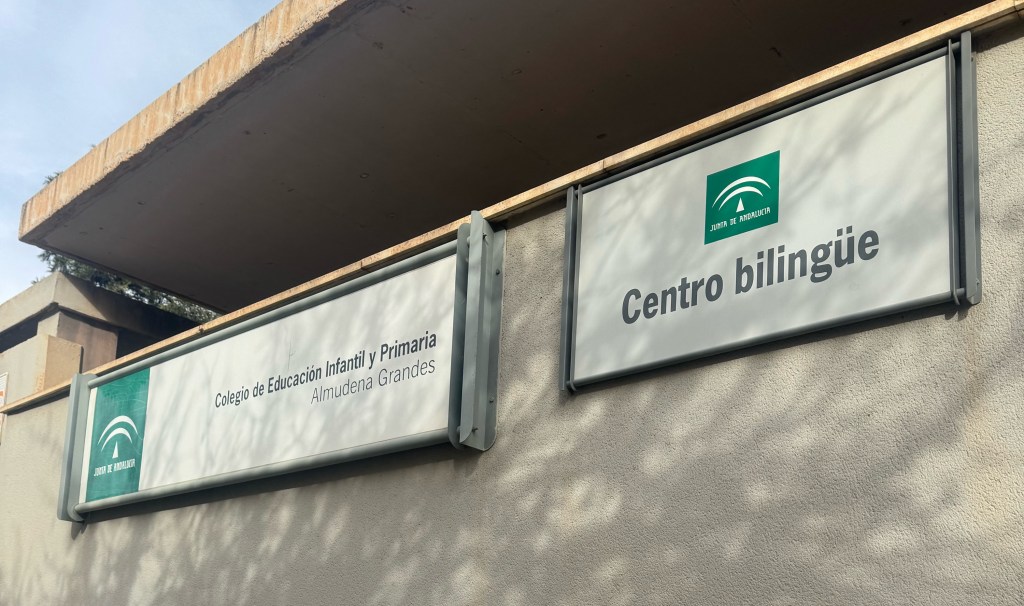 JUNTA DE ANDALUCIA
Colegio de Educación Infantil y Primaria
Almudena Grandes
JUNTA DE ANDALUCIA
Centro bilingüe